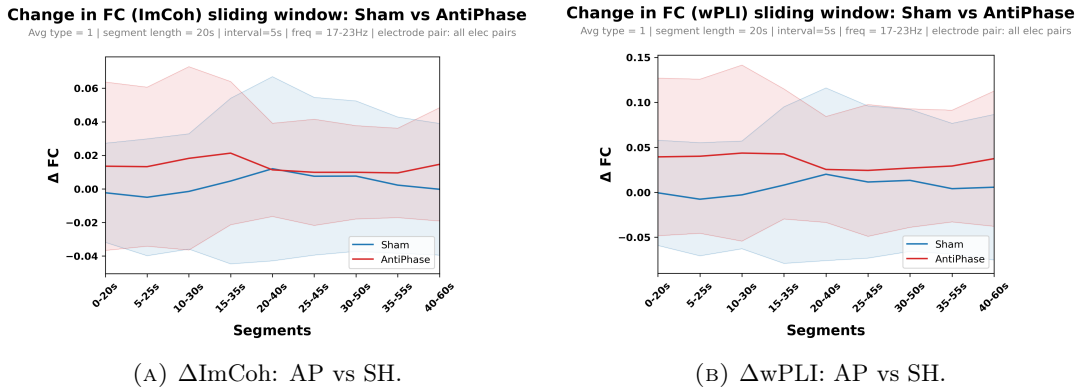 Change in FC (ImCoh) sliding window: Sham vs AntiPhase
Avg type = 1 | segment length = 20s | interval=5s | freq = 17-23Hz | electrode pair: all elec pairs
Δ FC
0.06
0.04
0.02
0.00
−0.02
−0.04
Sham
AntiPhase
0-20s
5-25s
10-30s
15-35s
20-40s
25-45s
30-50s
35-55s
40-60s
Segments
(A) ΔImCoh: AP vs SH.
Change in FC (wPLI) sliding window: Sham vs AntiPhase
Avg type = 1 | segment length = 20s | interval=5s | freq = 17-23Hz | electrode pair: all elec pairs
Δ FC
0.15
0.10
0.05
0.00
−0.05
Sham
AntiPhase
0-20s
5-25s
10-30s
15-35s
20-40s
25-45s
30-50s
35-55s
40-60s
Segments
(B) ΔwPLI: AP vs SH.